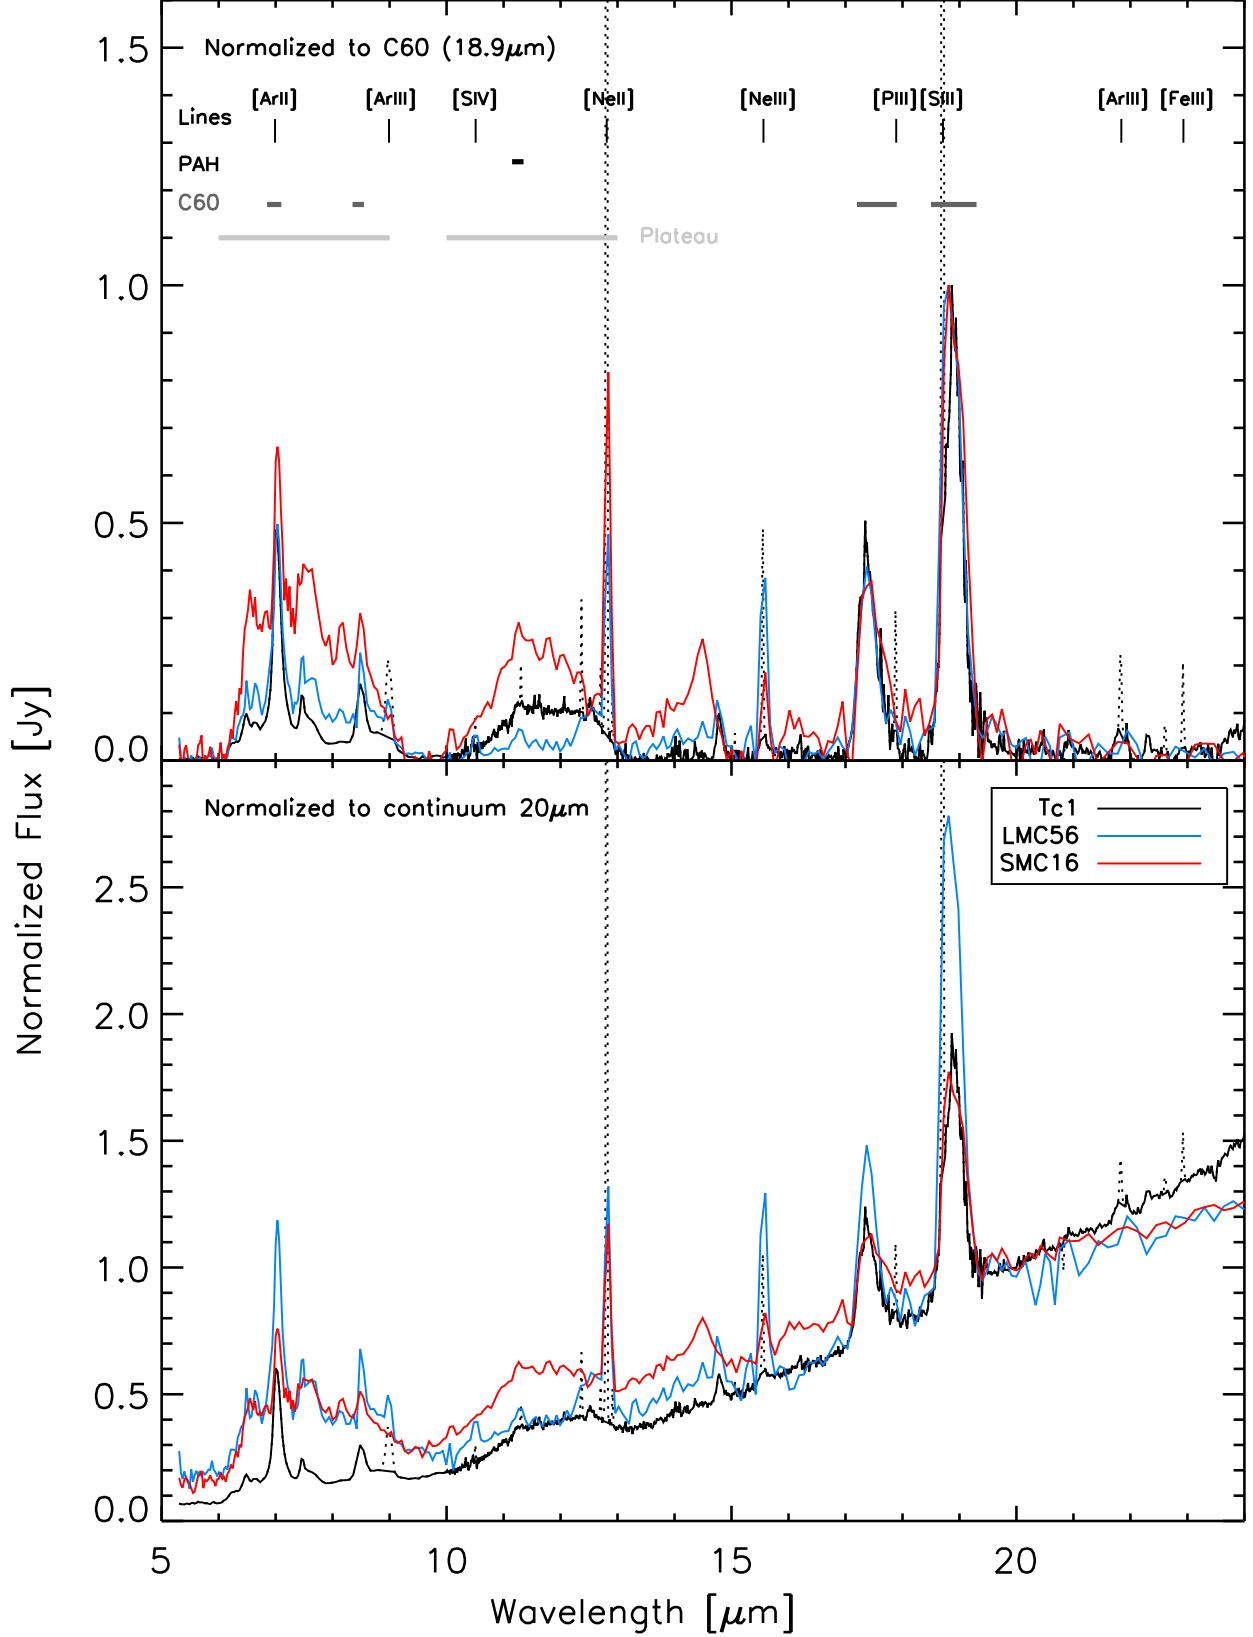 1.5
Normalized to C60 (18.9μm)
[ArII] [ArIII] [SIV] [NeII] [NeIII] [PIII] [SIII] [ArIII] [FeIII]
Lines
PAH
C60
Plateau
1.0
0.5
0.0
Normalized to continuum 20μm
Tc1
LMC56
SMC16
2.5
2.0
1.5
1.0
0.5
0.0
Normalized Flux [Jy]
5 10 15 20
Wavelength [μm]